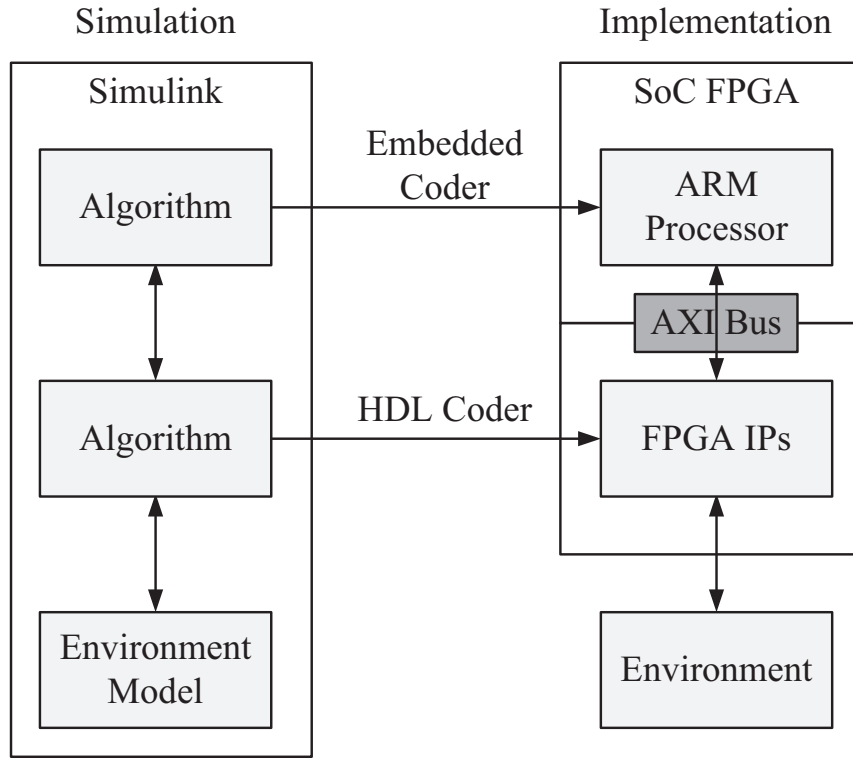 Simulation
Implementation
Simulink
SoC FPGA
Algorithm
Embedded
Coder
ARM
Processor
AXI Bus
Algorithm
HDL Coder
FPGA IPs
Environment
Model
Environment